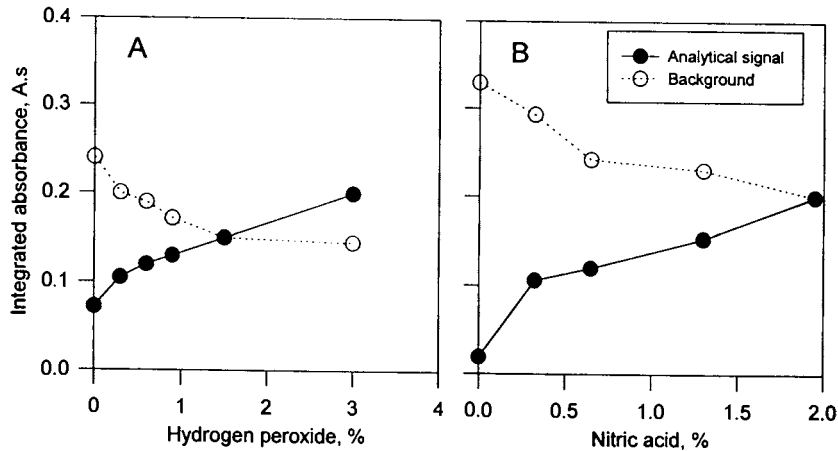 A
B
Analytical signal
Background
Integrated absorbance, A.s
0.4
0.3
0.2
0.1
0.0
0 1 2 3 4
0.0 0.5 1.0 1.5 2.0
Hydrogen peroxide, %
Nitric acid, %